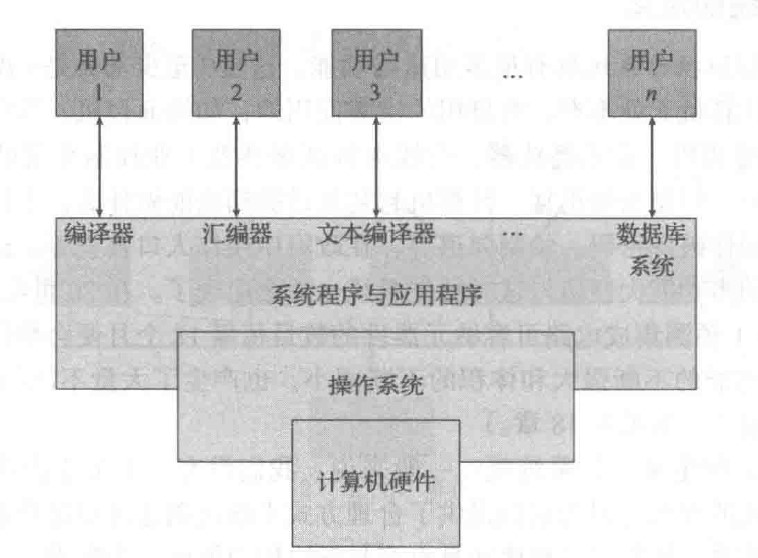 用户
1
用户
2
用户
3
...
用户
n
编译器
汇编器
文本编译器
...
数据库
系统
系统程序与应用程序
操作系统
计算机硬件